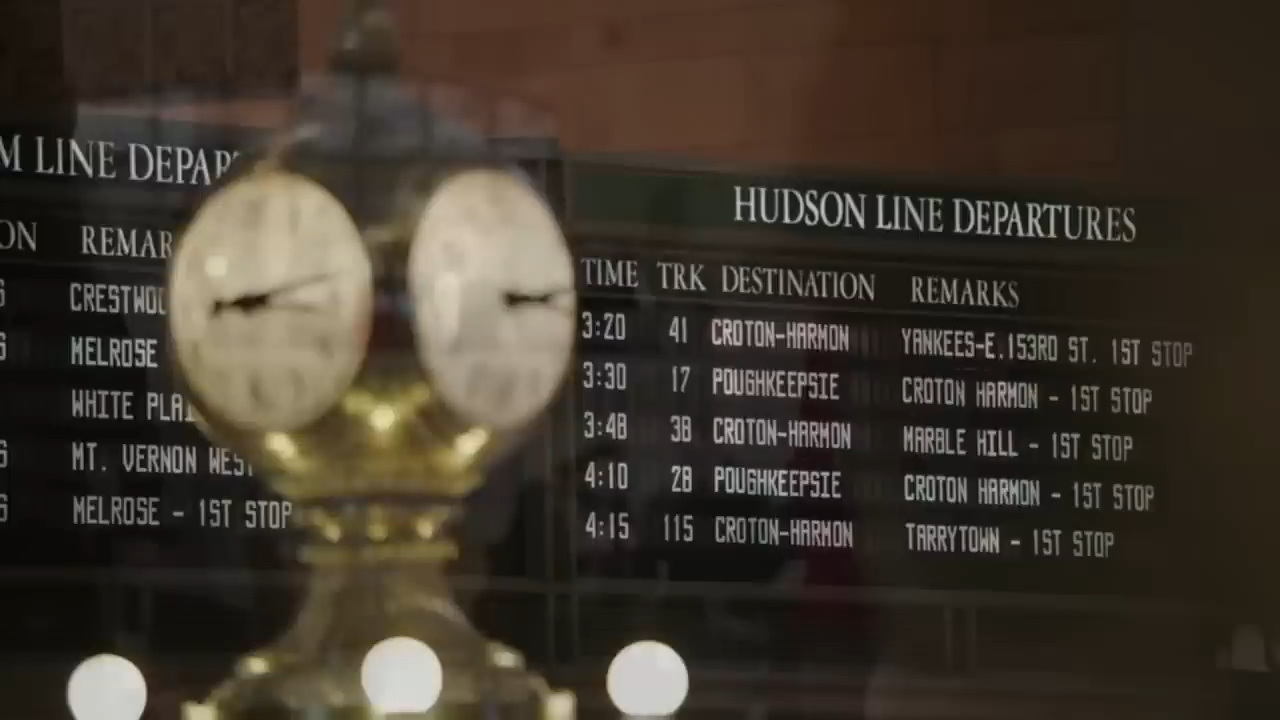 M LINE DEPAR
ON REMAR
CRESTWOO
MELROSE
WHITE PLAI
MT. VERNON WEST
6 MELROSE - 1ST STOP
HUDSON LINE DEPARTURES
TIME TRK DESTINATION REMARKS
3:20 41 CROTON-HARMON YANKEES-E.153RD ST. 1ST STOP
3:30 17 POUGHKEEPSIE CROTON HARMON - 1ST STOP
3:48 38 CROTON-HARMON MARBLE HILL - 1ST STOP
4:10 28 POUGHKEEPSIE CROTON HARMON - 1ST STOP
4:15 115 CROTON-HARMON TARRYTOWN - 1ST STOP